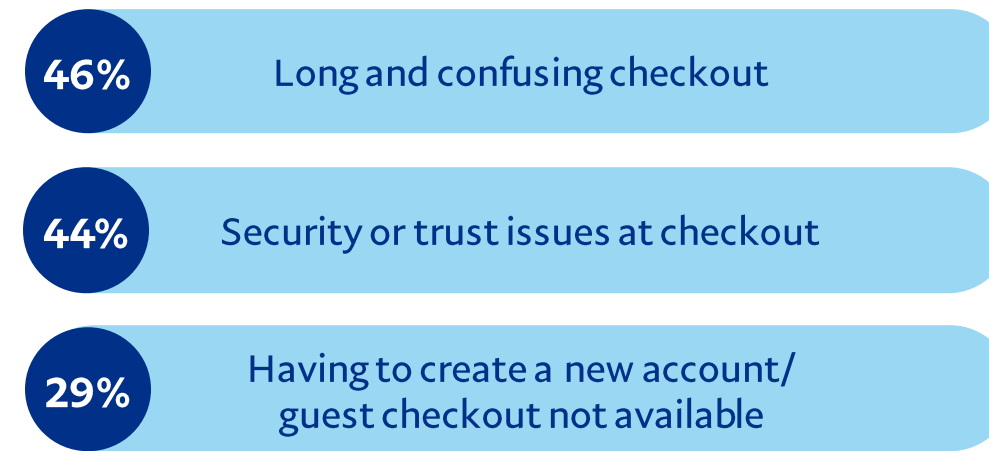 46% Long and confusing checkout
44% Security or trust issues at checkout
29% Having to create a new account/
guest checkout not available